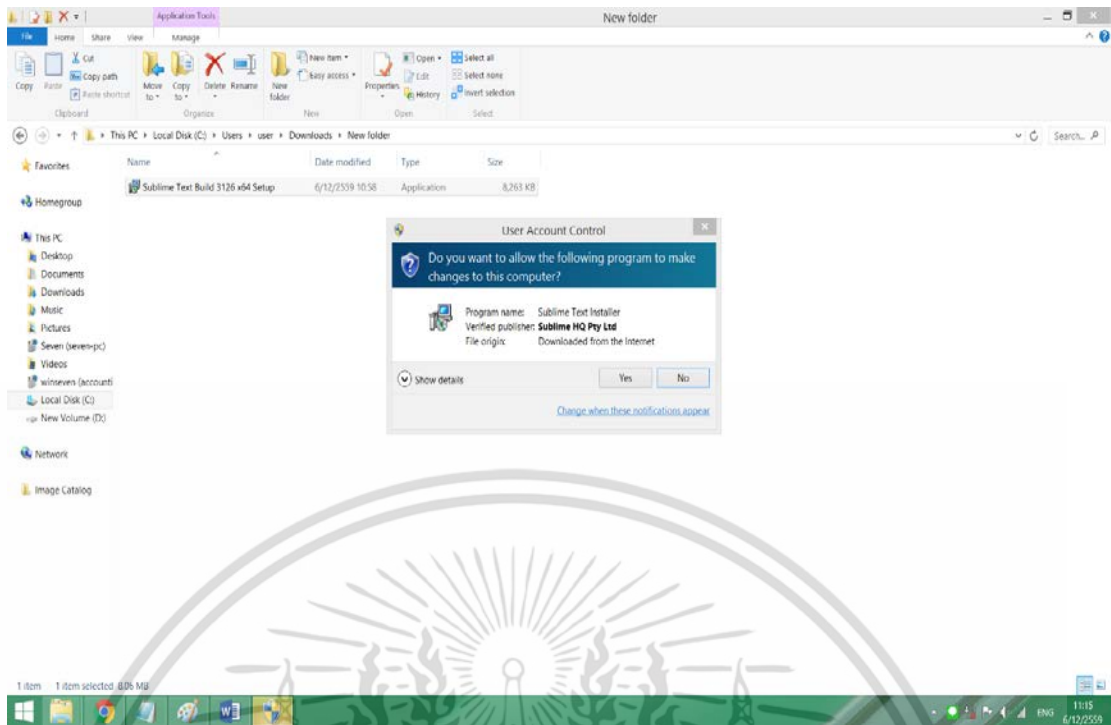 Application Tools
New folder
File Home Share View Manage
Copy
Paste
Cut
Copy path
Paste shortcut
Clipboard
Move to
Copy to
Delete
Rename
Organize
New folder
New item
Easy access
New
Properties
Open
Edit
History
Open
Select all
Select none
Invert selection
Select
This PC Local Disk (C:) Users user Downloads New folder
Search...
Favorites
Homegroup
This PC
Desktop
Documents
Downloads
Music
Pictures
Seven (seven-pc)
Videos
winseven (accounti
Local Disk (C:)
New Volume (D:)
Network
Image Catalog
Name Date modified Type Size
Sublime Text Build 3126 x64 Setup 6/12/2559 10:58 Application 8,263 KB
User Account Control
Do you want to allow the following program to make
changes to this computer?
Program name: Sublime Text Installer
Verified publisher: Sublime HQ Pty Ltd
File origin: Downloaded from the Internet
Show details
Yes No
Change when these notifications appear
1 item 1 item selected 8.06 MB
ENG
11:15
6/12/2559